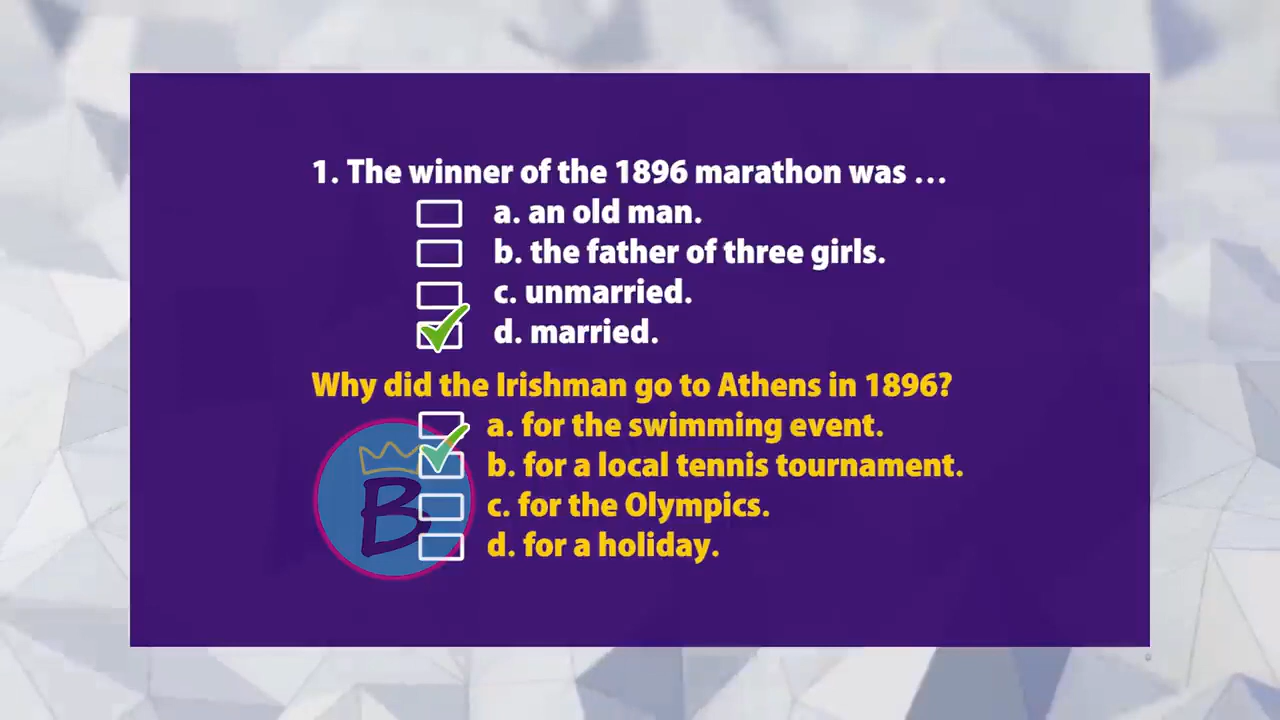 1. The winner of the 1896 marathon was ...
a. an old man.
b. the father of three girls.
c. unmarried.
d. married.
Why did the Irishman go to Athens in 1896?
a. for the swimming event.
b. for a local tennis tournament.
c. for the Olympics.
d. for a holiday.
B